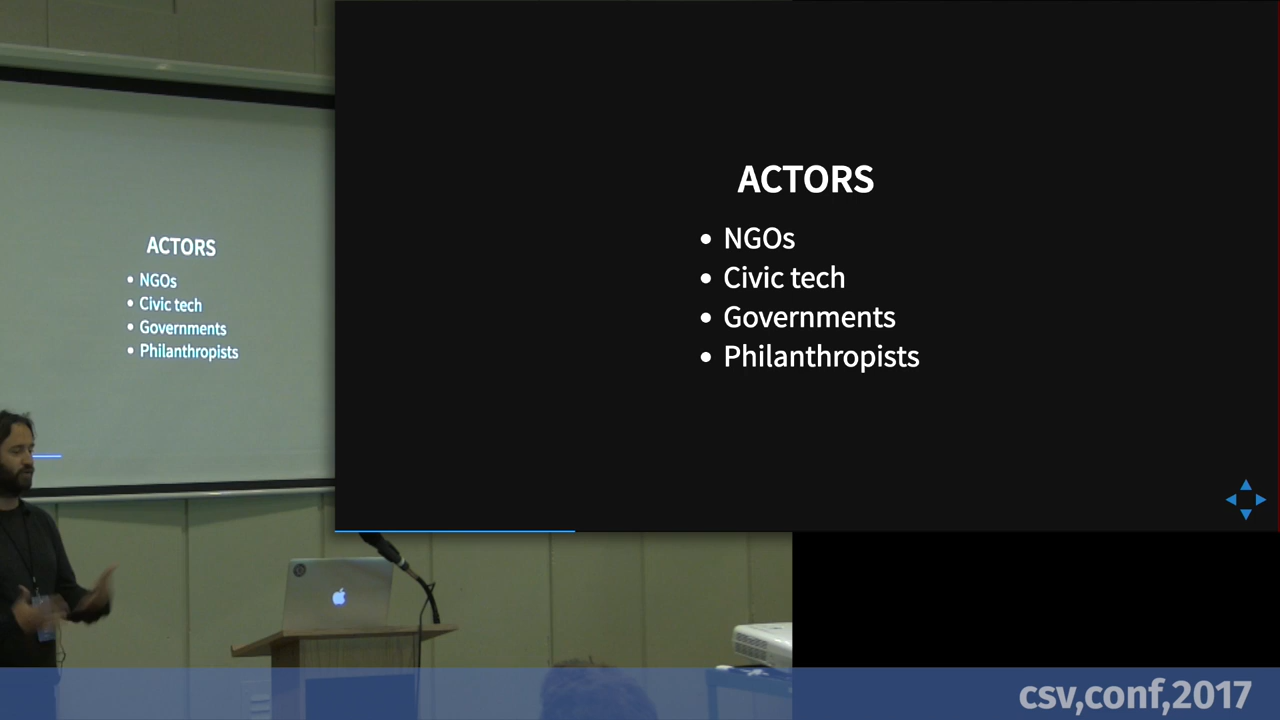 ACTORS
NGOs
Civic tech
Governments
Philanthropists
ACTORS
NGOs
Civic tech
Governments
Philanthropists
csv,conf,2017